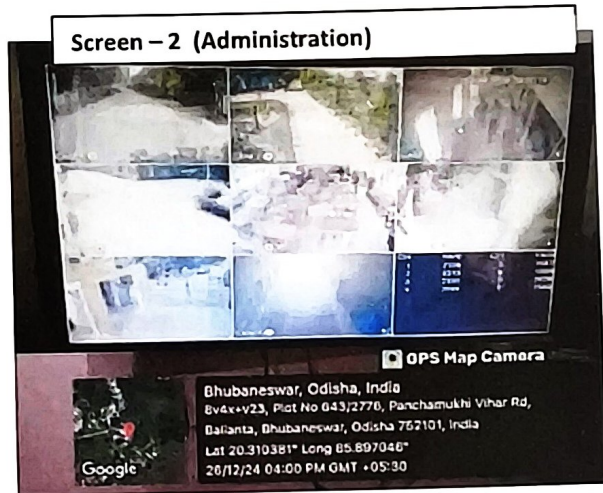 Screen – 2 (Administration)
GPS Map Camera
Bhubaneswar, Odisha, India
8v4x+v23, Plot No 643/2776, Panchamukhi Vihar Rd,
Balianta, Bhubaneswar, Odisha 752101, India
Lat 20.310381° Long 85.897046°
26/12/24 04:00 PM GMT +05:30
Google